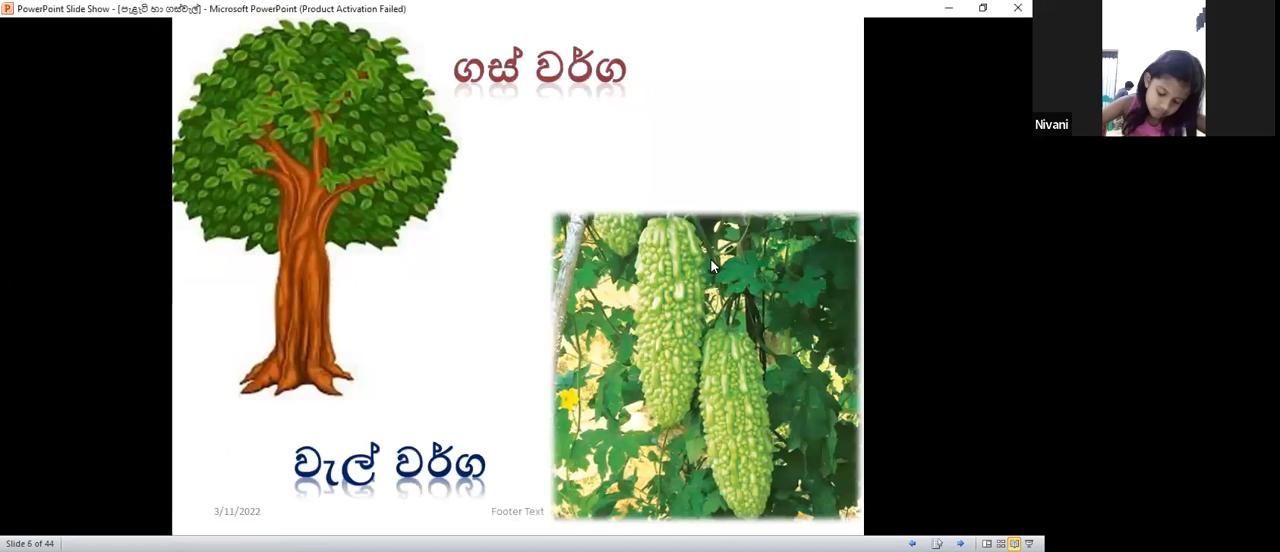 PowerPoint Slide Show - [පැළෑටි හා ගස්වැල්] - Microsoft PowerPoint (Product Activation Failed)
ගස් වර්ග
Nivani
වැල් වර්ග
3/11/2022
Footer Text
Slide 6 of 44